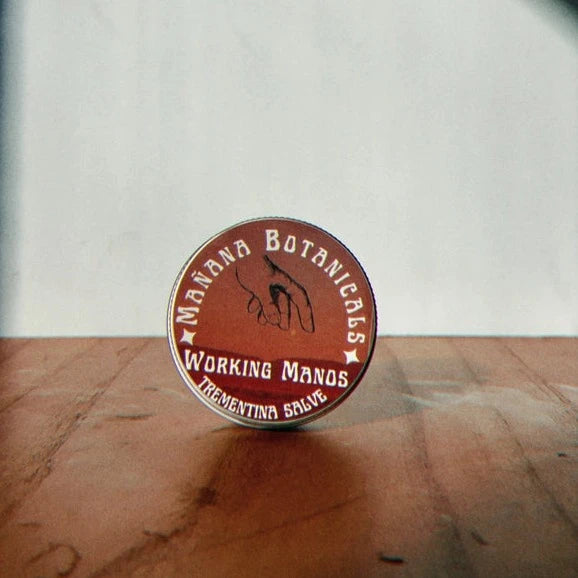 MAÑANA BOTANICALS
WORKING MANOS
TREMENTINA SALVE